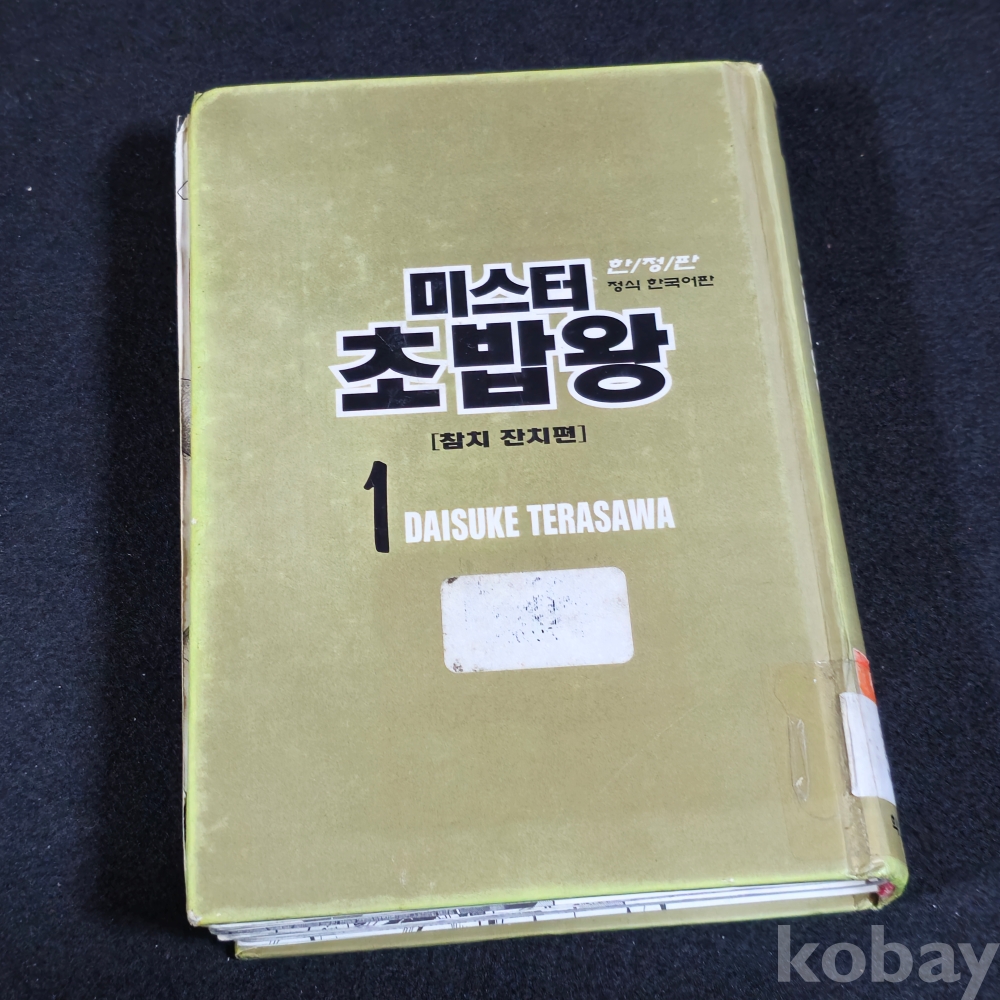 한/정/판
미스터
정식 한국어판
초밥왕
[참치 잔치편]
1 DAISUKE TERASAWA
kobay